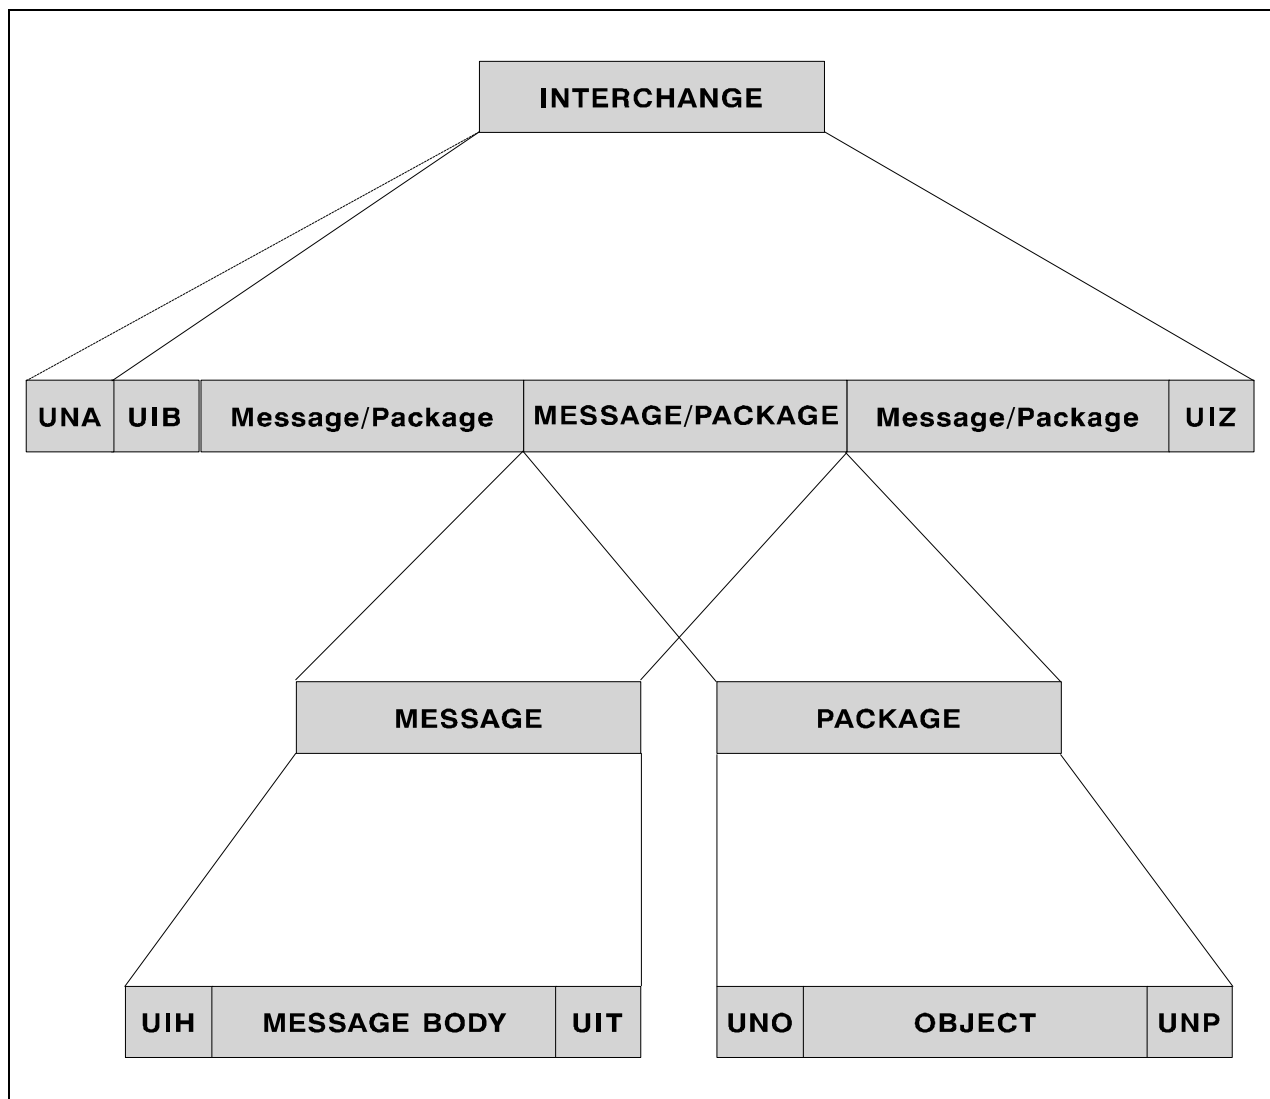 INTERCHANGE
UNA UIB Message/Package MESSAGE/PACKAGE Message/Package UIZ
MESSAGE PACKAGE
UIH MESSAGE BODY UIT UNO OBJECT UNP